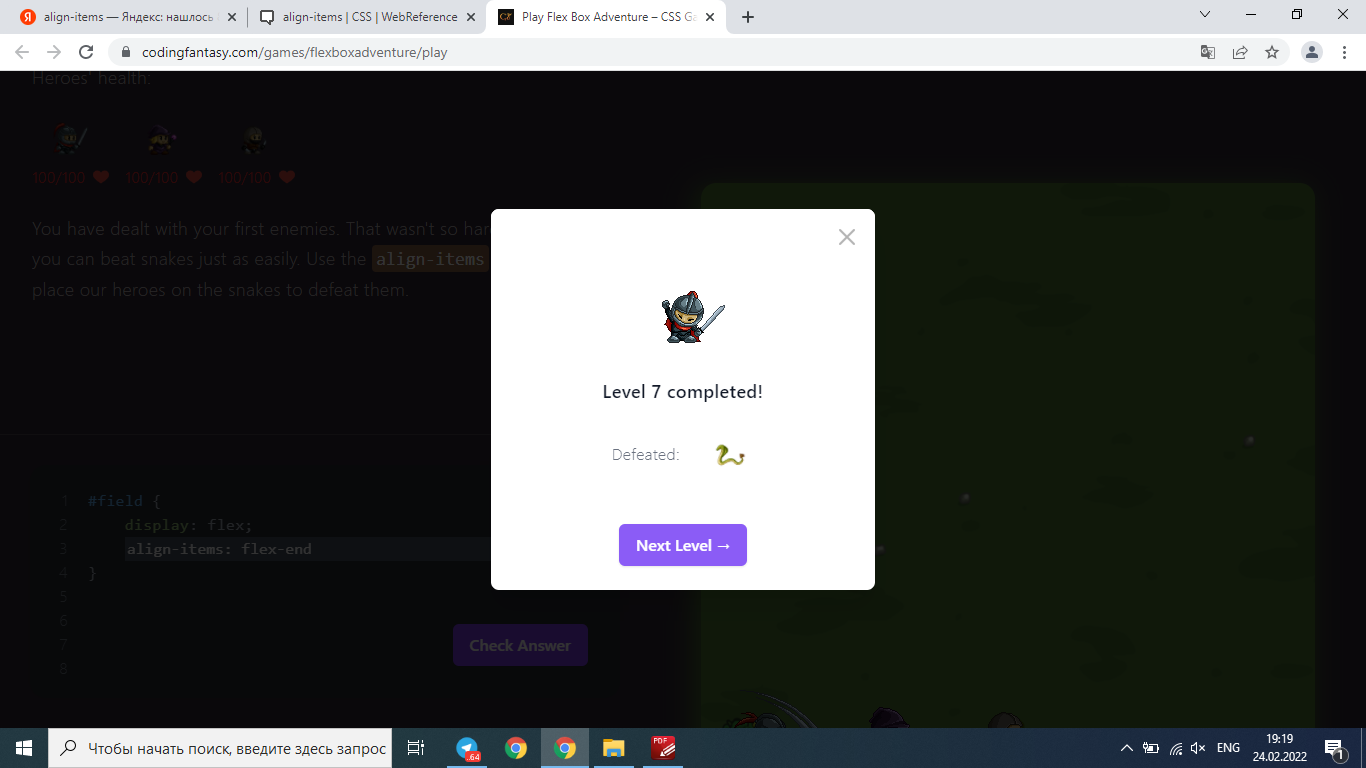 align-items — Яндекс: нашлось
align-items | CSS | WebReference
Play Flex Box Adventure – CSS Ga
codingfantasy.com/games/flexboxadventure/play
Heroes' health:
100/100 100/100 100/100
You have dealt with your first enemies. That wasn't so har
you can beat snakes just as easily. Use the align-items
place our heroes on the snakes to defeat them.
Level 7 completed!
Defeated:
Next Level →
1 #field {
2 display: flex;
3 align-items: flex-end
4 }
5
6
7
8
Check Answer
Чтобы начать поиск, введите здесь запрос
.64
PDF
ENG
19:19
24.02.2022
1